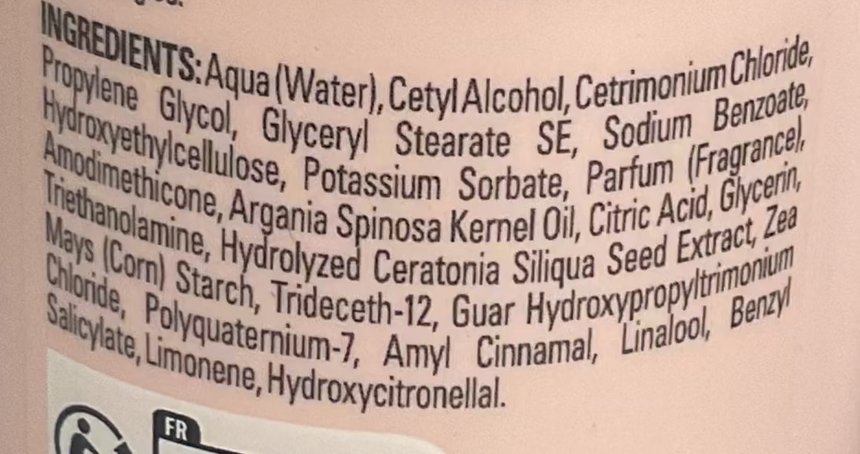 INGREDIENTS: Aqua (Water), Cetyl Alcohol, Cetrimonium Chloride,
Propylene Glycol, Glyceryl Stearate SE, Sodium Benzoate,
Hydroxyethylcellulose, Potassium Sorbate, Parfum (Fragrance),
Amodimethicone, Argania Spinosa Kernel Oil, Citric Acid, Glycerin,
Triethanolamine, Hydrolyzed Ceratonia Siliqua Seed Extract, Zea
Mays (Corn) Starch, Trideceth-12, Guar Hydroxypropyltrimonium
Chloride, Polyquaternium-7, Amyl Cinnamal, Linalool, Benzyl
Salicylate, Limonene, Hydroxycitronellal.
FR